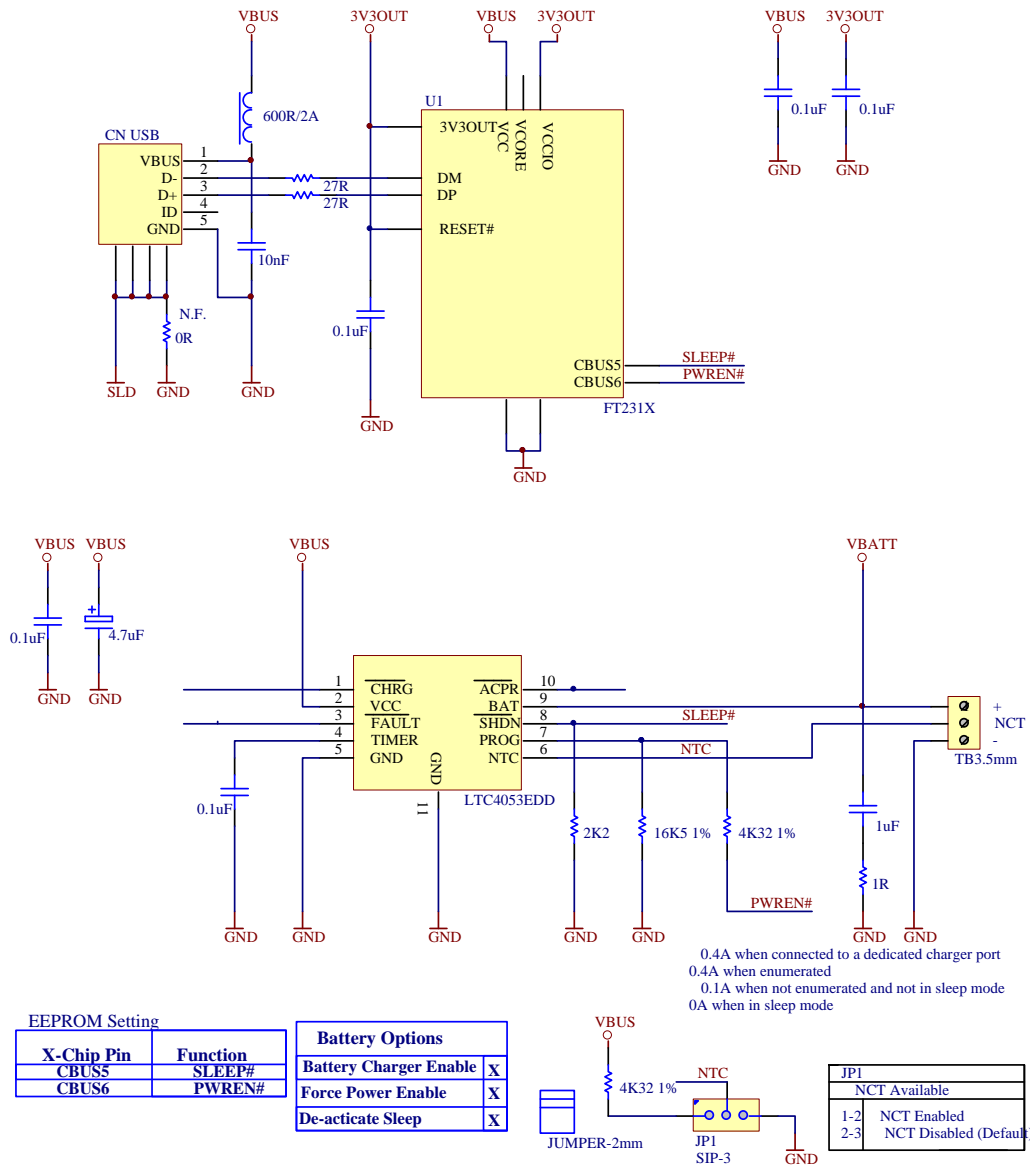 VBUS 3V3OUT VBUS 3V3OUT VBUS 3V3OUT
U1
600R/2A
0.1uF 0.1uF
CN USB
3V3OUT VCC VCORE VCCIO
VBUS 1
D- 2
D+ 3
ID 4
GND 5
27R
27R
DM
DP
RESET#
GND GND
10nF
N.F.
0R
0.1uF
SLD GND GND
GND
CBUS5 SLEEP#
CBUS6 PWREN#
FT231X
GND
VBUS VBUS VBUS VBATT
0.1uF + 4.7uF
GND GND
1 CHRG ACPR 10
2 VCC BAT 9
3 FAULT SHDN 8 SLEEP#
4 TIMER PROG 7
5 GND GND NTC 6 NTC
11
LTC4053EDD
+
NCT
-
TB3.5mm
0.1uF
2K2 16K5 1% 4K32 1% 1uF
1R
PWREN#
GND GND GND GND GND GND GND
0.4A when connected to a dedicated charger port
0.4A when enumerated
0.1A when not enumerated and not in sleep mode
0A when in sleep mode
EEPROM Setting
X-Chip Pin Function
CBUS5 SLEEP#
CBUS6 PWREN#
Battery Options
Battery Charger Enable X
Force Power Enable X
De-acticate Sleep X
JUMPER-2mm
VBUS
4K32 1%
NTC
JP1
SIP-3
GND
JP1
NCT Available
1-2 NCT Enabled
2-3 NCT Disabled (Default